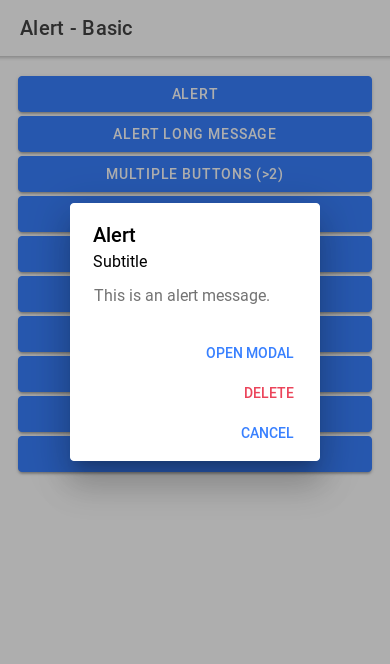 Alert - Basic
ALERT
ALERT LONG MESSAGE
MULTIPLE BUTTONS (>2)
Alert
Subtitle
This is an alert message.
OPEN MODAL
DELETE
CANCEL